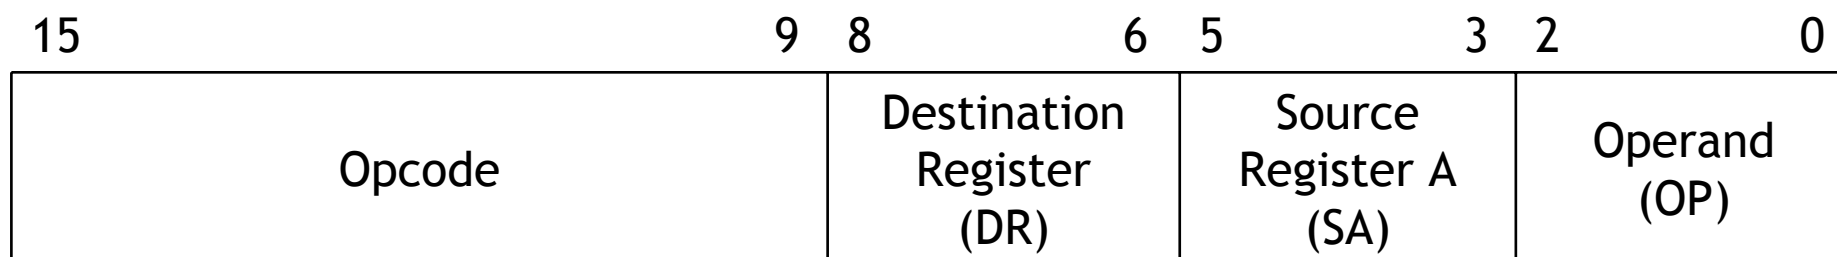 15 9 8 6 5 3 2 0
Opcode
Destination
Register
(DR)
Source
Register A
(SA)
Operand
(OP)